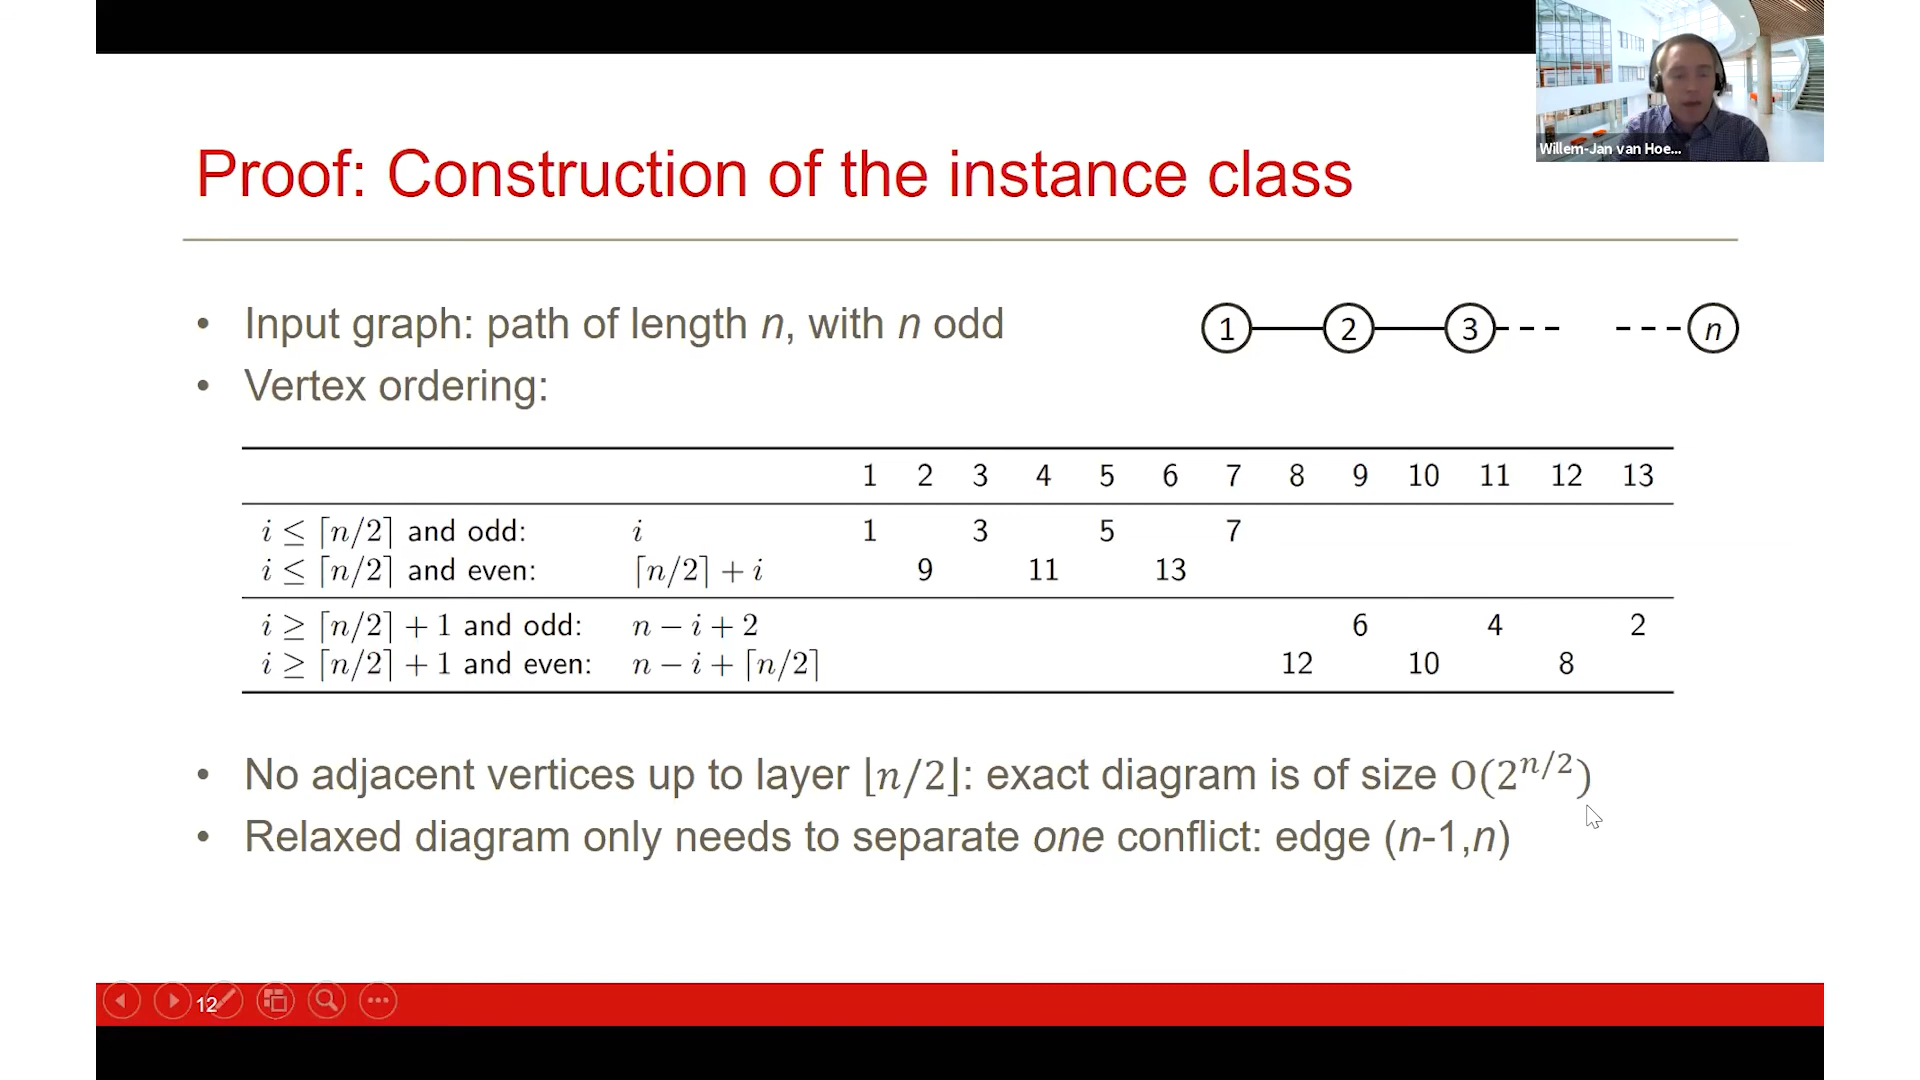 Willem-Jan van Hoe...
Proof: Construction of the instance class
• Input graph: path of length n, with n odd
1 2 3 n
• Vertex ordering:
1 2 3 4 5 6 7 8 9 10 11 12 13
i ≤ ⌈n/2⌉ and odd: i 1 3 5 7
i ≤ ⌈n/2⌉ and even: ⌈n/2⌉ + i 9 11 13
i ≥ ⌈n/2⌉ + 1 and odd: n − i + 2 6 4 2
i ≥ ⌈n/2⌉ + 1 and even: n − i + ⌈n/2⌉ 12 10 8
• No adjacent vertices up to layer ⌊n/2⌋: exact diagram is of size O(2^{n/2})
• Relaxed diagram only needs to separate one conflict: edge (n-1,n)
12